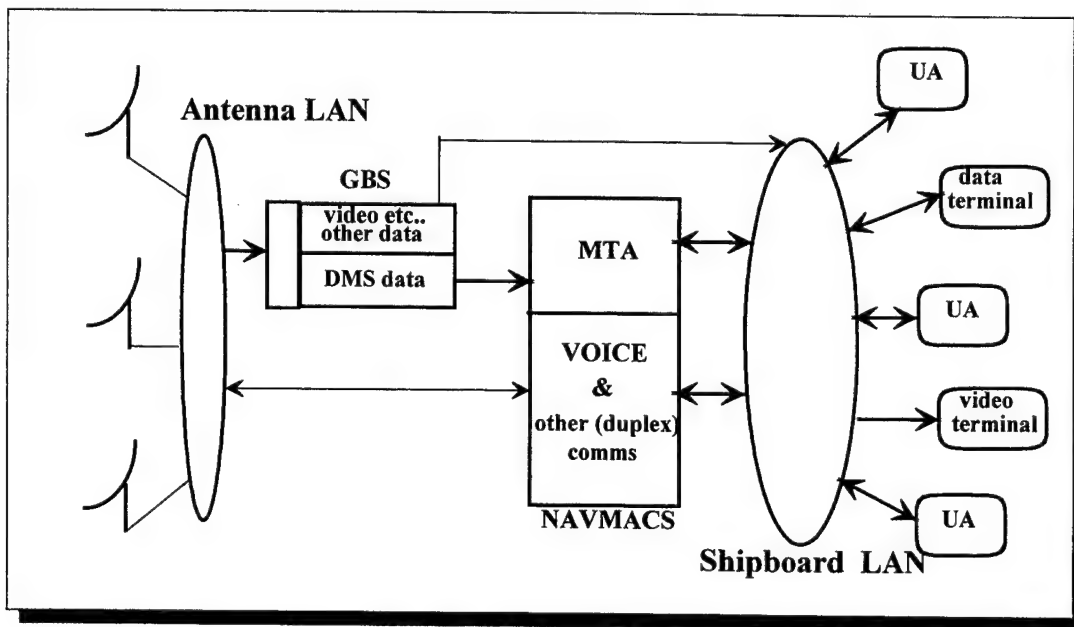 Antenna LAN
GBS
video etc..
other data
DMS data
MTA
VOICE
&
other (duplex)
comms
NAVMACS
Shipboard LAN
UA
data
terminal
UA
video
terminal
UA